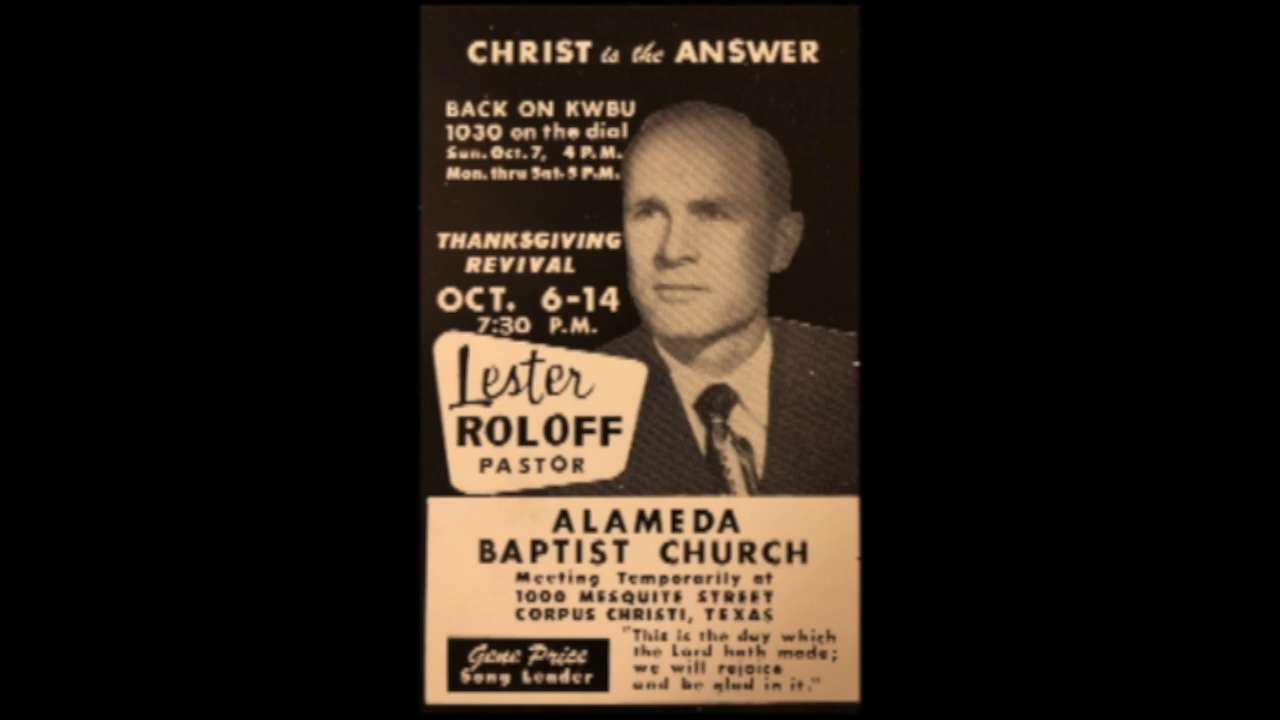 CHRIST is the ANSWER
BACK ON KWBU
1030 on the dial
Sun. Oct. 7, 4 P.M.
Mon. thru Sat. 5 P.M.
THANKSGIVING
REVIVAL
OCT. 6-14
7:30 P.M.
Lester
ROLOFF
PASTOR
ALAMEDA
BAPTIST CHURCH
Meeting Temporarily at
1000 MESQUITE STREET
CORPUS CHRISTI, TEXAS
Gene Price
Song Leader
"This is the day which
the Lord hath made;
we will rejoice
and be glad in it."